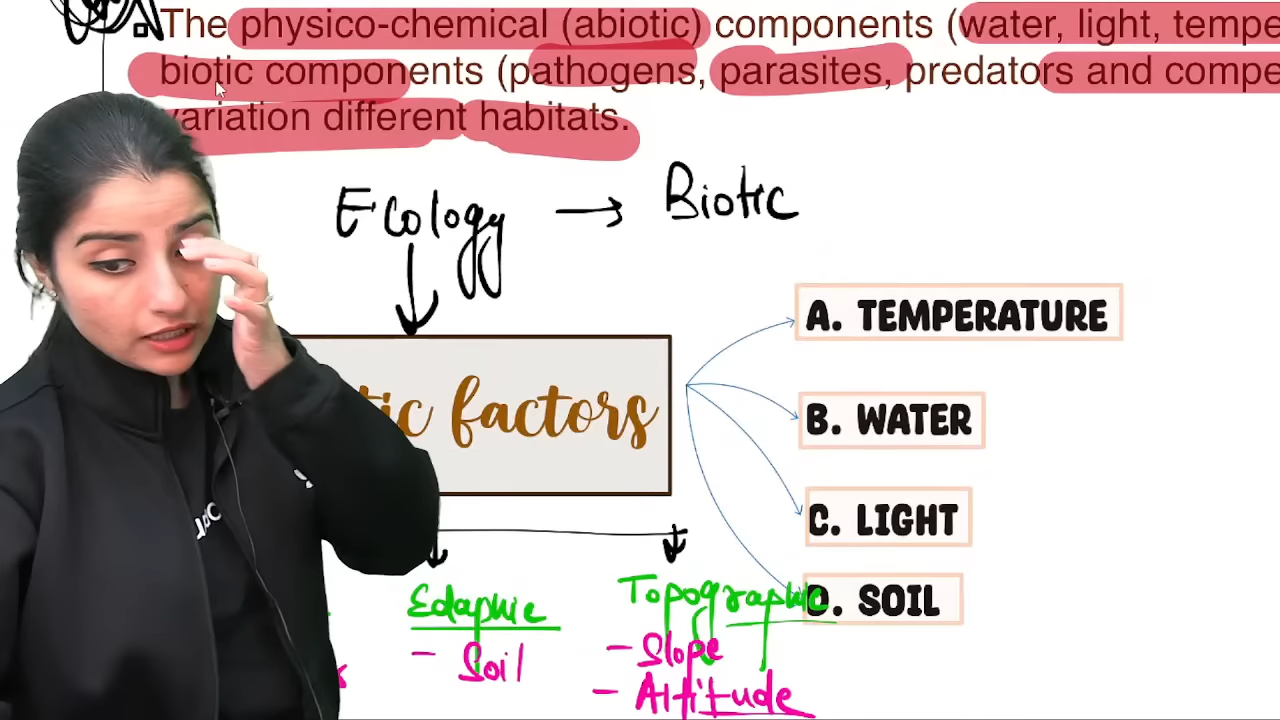 The physico-chemical (abiotic) components (water, light, tempe
biotic components (pathogens, parasites, predators and compe
variation different habitats.
Ecology → Biotic
A. TEMPERATURE
tic factors
B. WATER
C. LIGHT
D. SOIL
Edaphic
- Soil
Topographic
- Slope
- Altitude